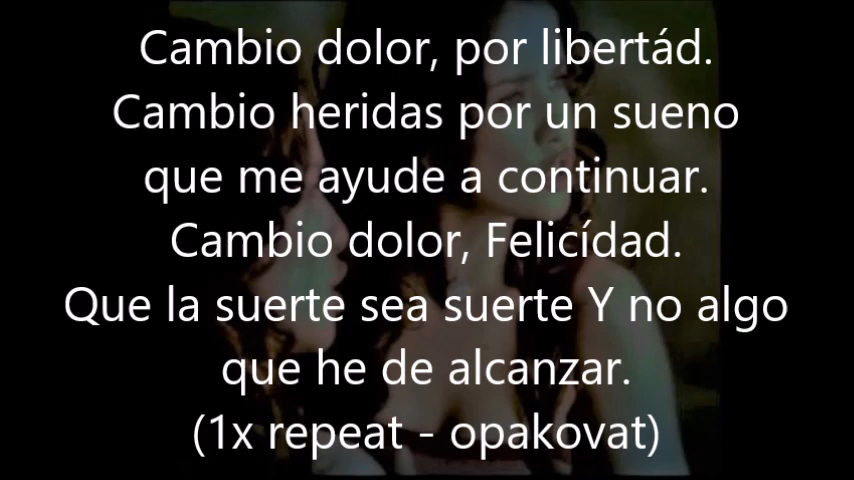 Cambio dolor, por libertád.
Cambio heridas por un sueno
que me ayude a continuar.
Cambio dolor, Felicídad.
Que la suerte sea suerte Y no algo
que he de alcanzar.
(1x repeat - opakovat)